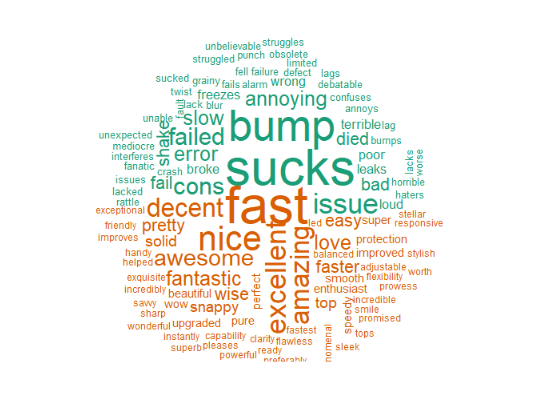 unbelievable struggles
struggled punch obsolete
limited
fell failure defect lags
sucked grainy fails alarm wrong debatable
twist freezes annoying confuses
fault lack blur annoys
unable slow bump terrible lag
unexpected shake failed died bumps
mediocre error sucks poor lacks worse
interferes
fanatic crash broke leaks
issues fail cons bad horrible
lacked haters
rattle decent fast issue loud
exceptional stellar
friendly pretty led easy super responsive
improves solid nice excellent amazing love protection
handy awesome balanced improved stylish
helped faster adjustable worth
exquisite fantastic smooth flexibility
incredibly beautiful wise perfect enthusiast prowess
savvy wow snappy top speedy incredible
sharp smile
wonderful upgraded pure promised
fastest tops
instantly capability clarity flawless
superb pleases ready nomenal sleek
powerful preferably